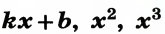 kx + b, x², x³